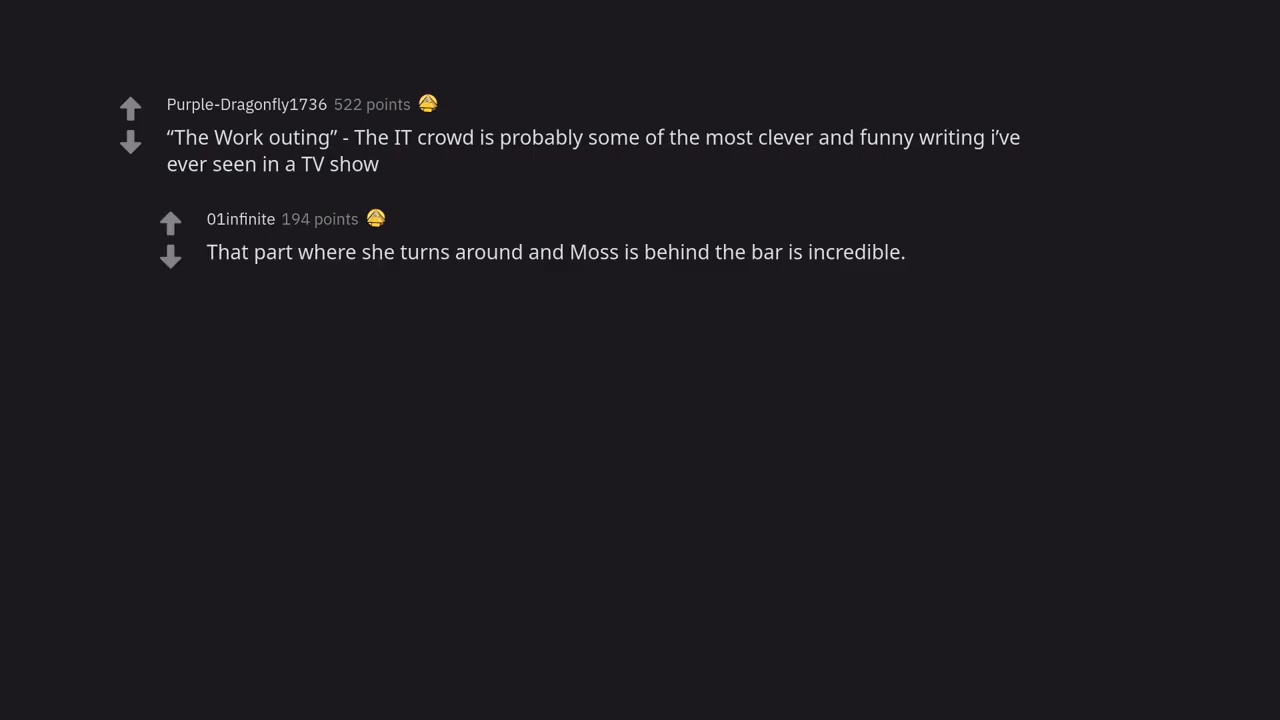 Purple-Dragonfly1736 522 points
“The Work outing” - The IT crowd is probably some of the most clever and funny writing i’ve
ever seen in a TV show
01infinite 194 points
That part where she turns around and Moss is behind the bar is incredible.